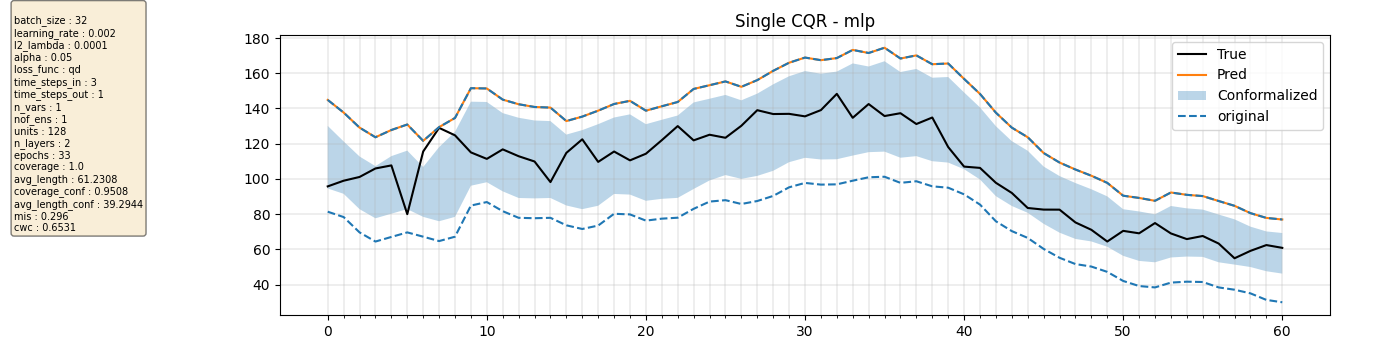 batch_size : 32
learning_rate : 0.002
l2_lambda : 0.0001
alpha : 0.05
loss_func : qd
time_steps_in : 3
time_steps_out : 1
n_vars : 1
nof_ens : 1
units : 128
n_layers : 2
epochs : 33
coverage : 1.0
avg_length : 61.2308
coverage_conf : 0.9508
avg_length_conf : 39.2944
mis : 0.296
cwc : 0.6531
Single CQR - mlp
180
160
140
120
100
80
60
40
0 10 20 30 40 50 60
True
Pred
Conformalized
original